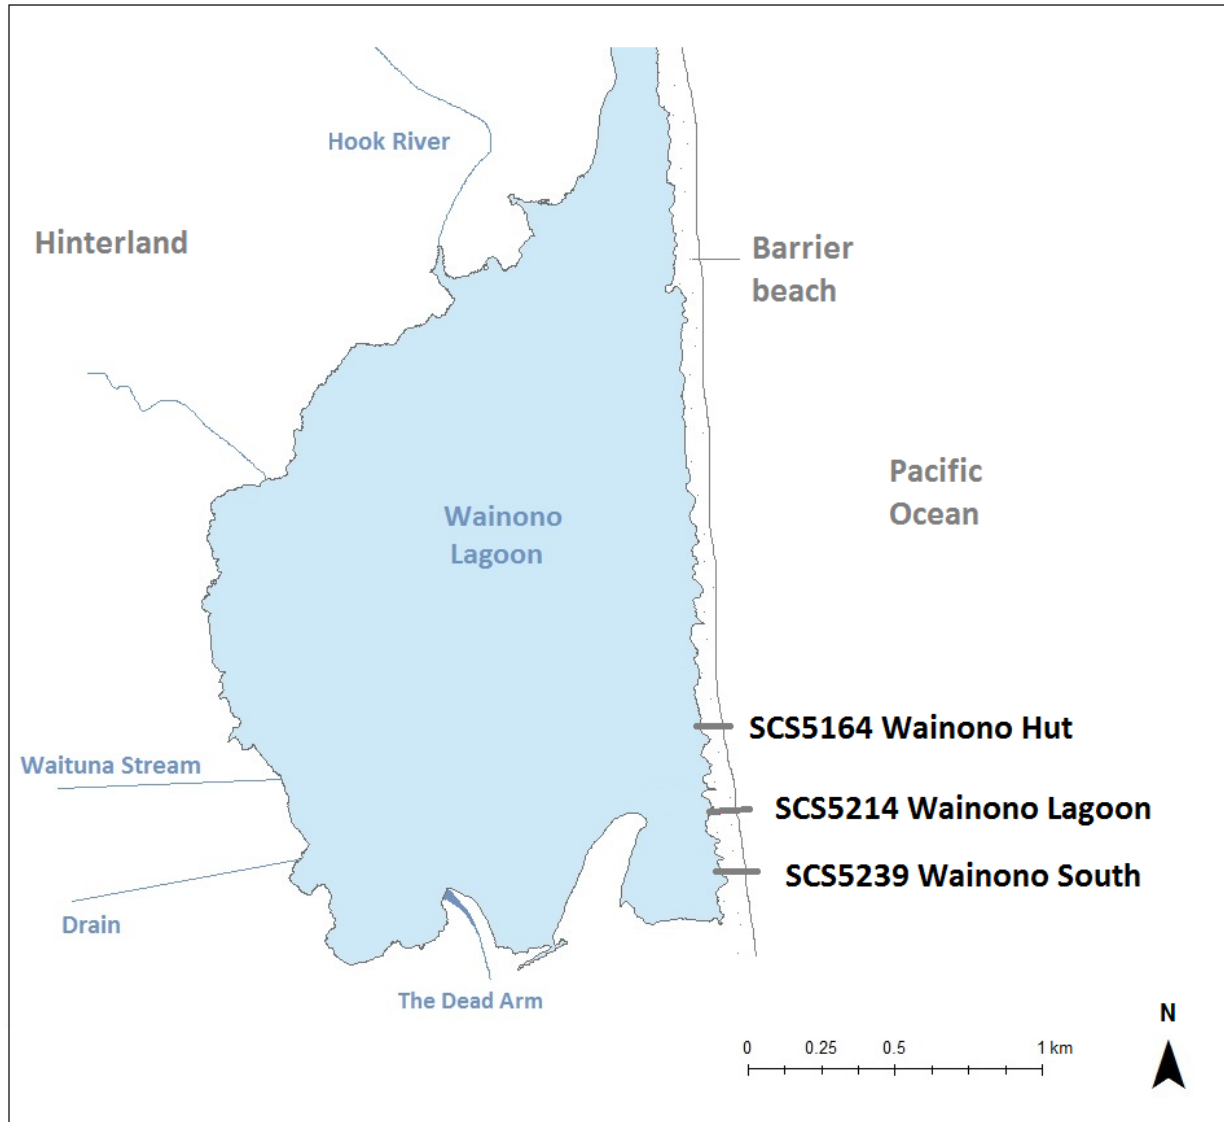 Hook River
Hinterland
Barrier
beach
Pacific
Ocean
Wainono
Lagoon
SCS5164 Wainono Hut
Waituna Stream
SCS5214 Wainono Lagoon
SCS5239 Wainono South
Drain
The Dead Arm
N
0 0.25 0.5 1 km